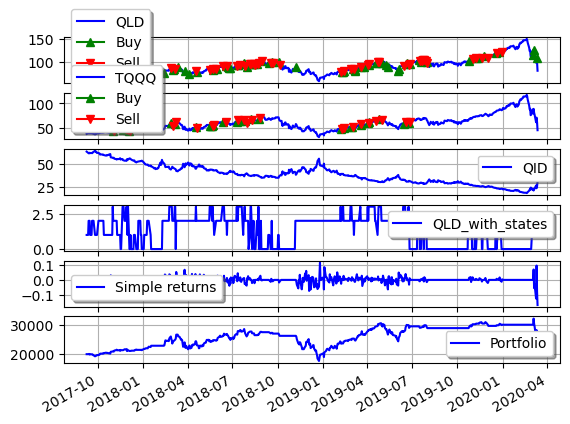 QLD
Buy
Sell
150
100
TQQQ
Buy
Sell
100
50
QID
50
25
QLD_with_states
2.5
0.0
Simple returns
0.1
0.0
−0.1
Portfolio
30000
20000
2017-10
2018-01
2018-04
2018-07
2018-10
2019-01
2019-04
2019-07
2019-10
2020-01
2020-04